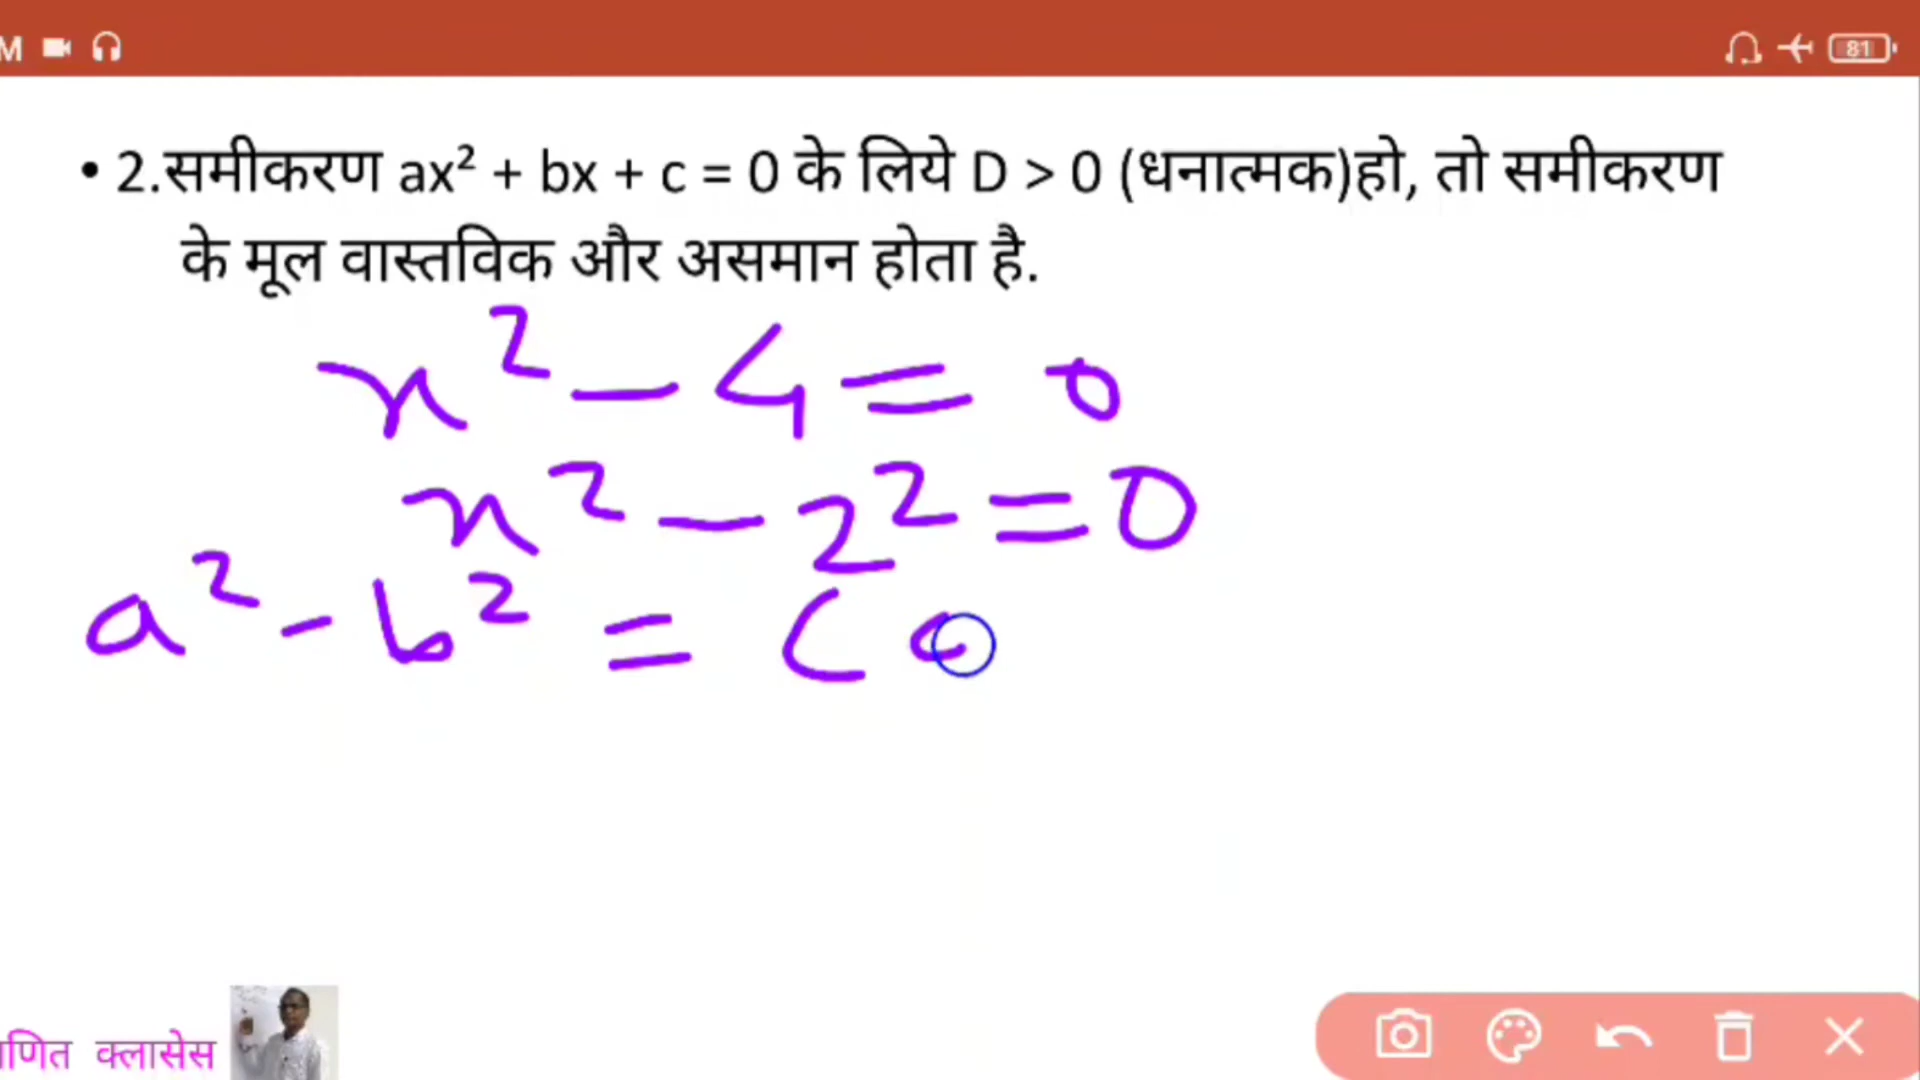 M
81
• 2.समीकरण ax² + bx + c = 0 के लिये D > 0 (धनात्मक)हो, तो समीकरण
के मूल वास्तविक और असमान होता है.
x² - 4 = 0
x² - 2² = 0
a² - b² = (
णित क्लासेस